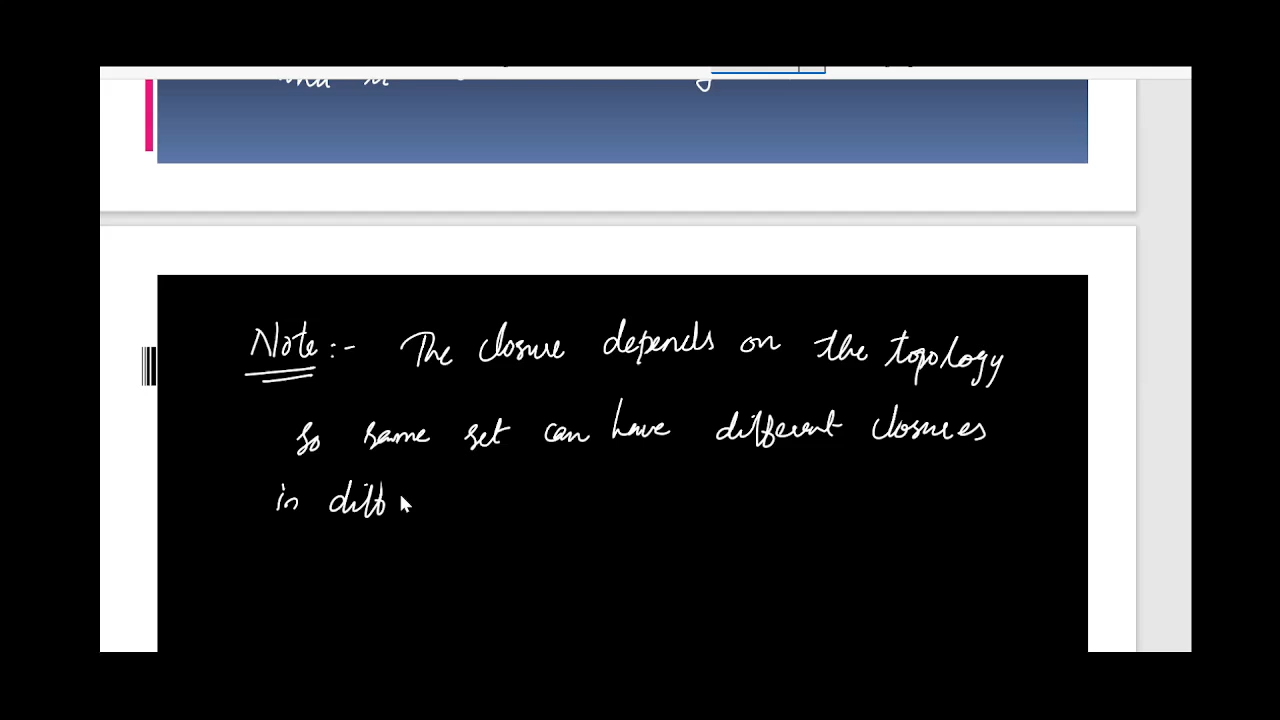 Note :- The closure depends on the topology
so same set can have different closures
in diff